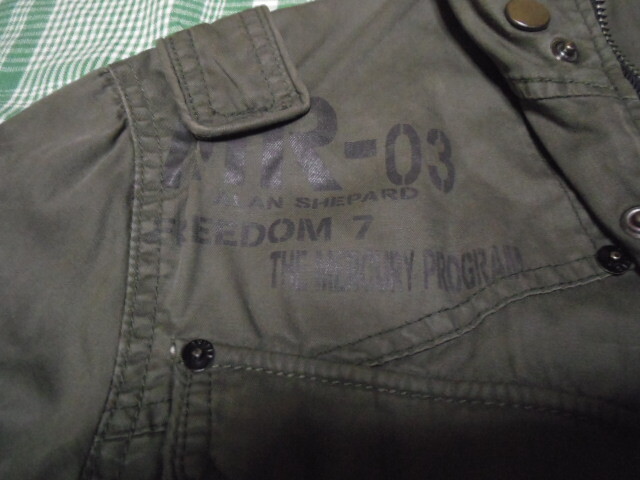 MR-03
ALAN SHEPARD
FREEDOM 7
THE MERCURY PROGRAM